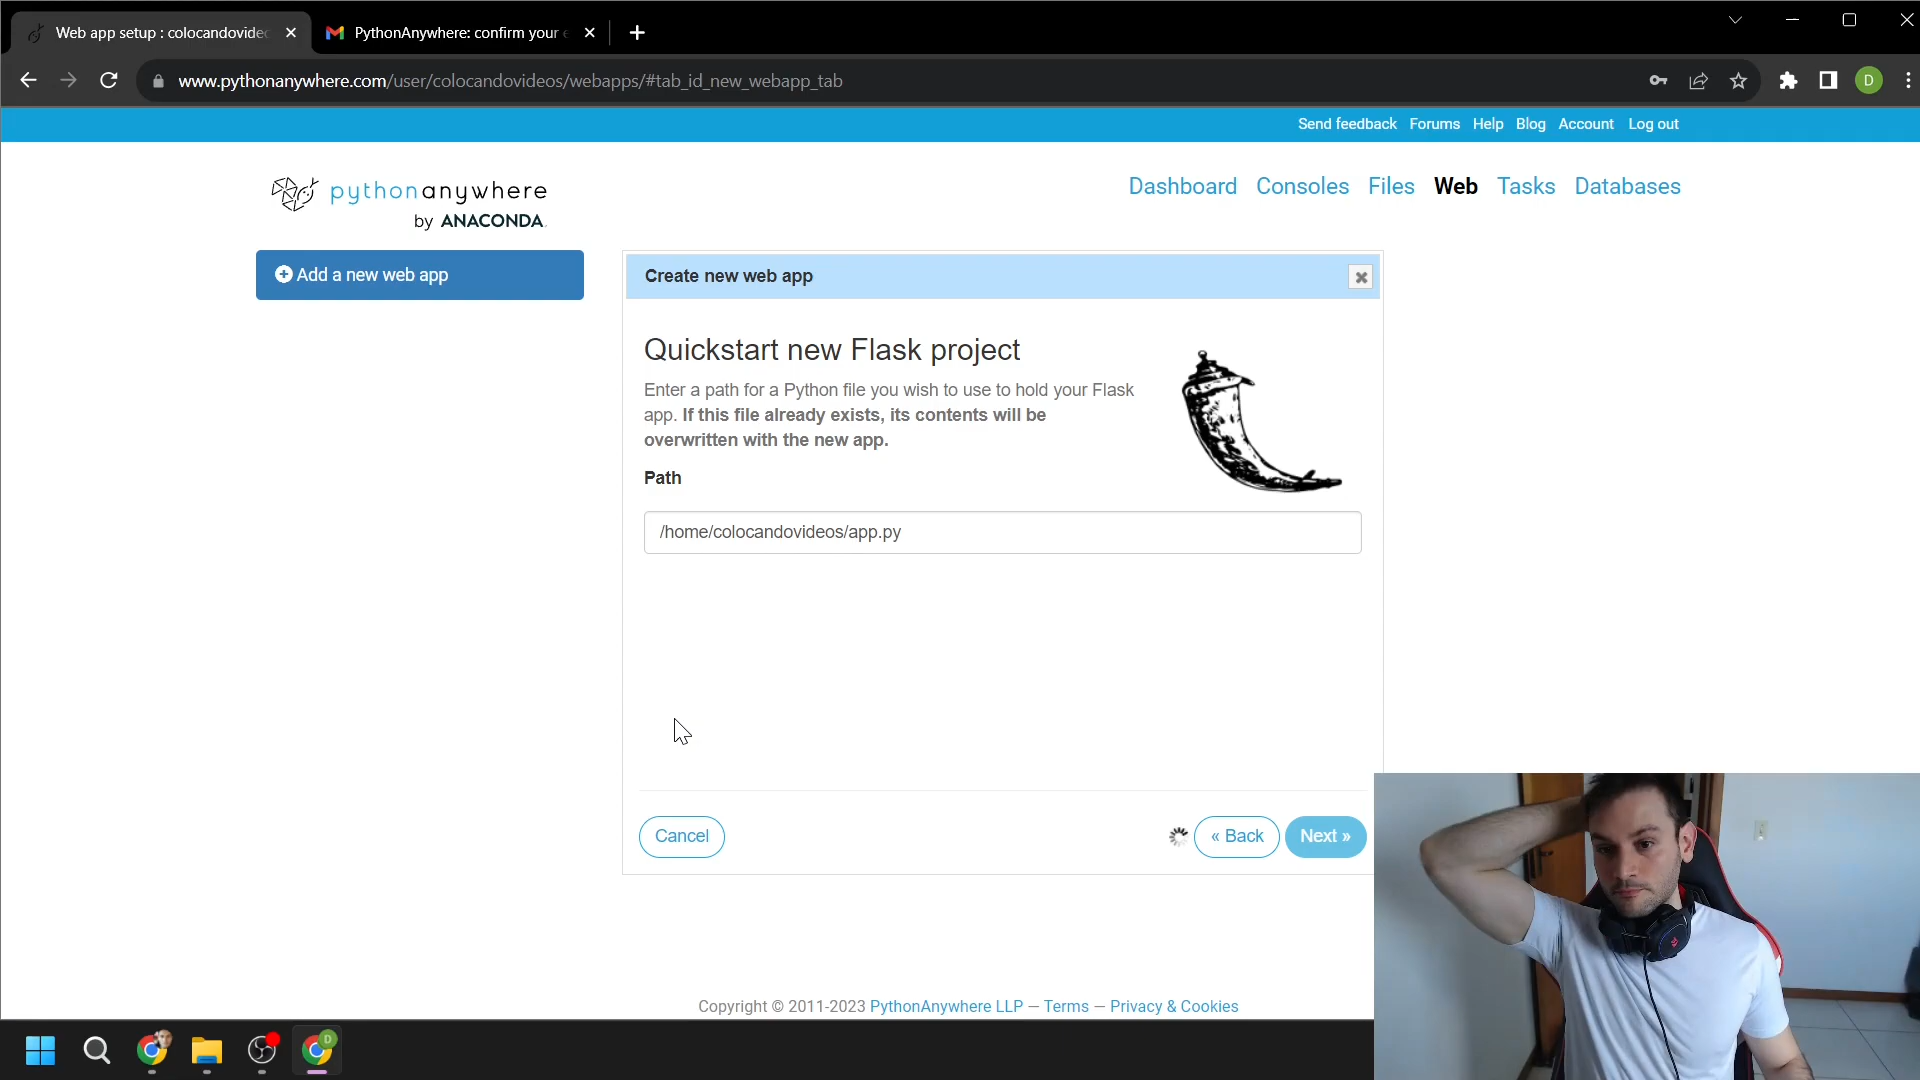 Web app setup : colocandovideo
PythonAnywhere: confirm your e
www.pythonanywhere.com/user/colocandovideos/webapps/#tab_id_new_webapp_tab
D
Send feedback Forums Help Blog Account Log out
pythonanywhere
by ANACONDA.
Dashboard Consoles Files Web Tasks Databases
Add a new web app
Create new web app
Quickstart new Flask project
Enter a path for a Python file you wish to use to hold your Flask
app. If this file already exists, its contents will be
overwritten with the new app.
Path
/home/colocandovideos/app.py
Cancel
« Back
Next »
Copyright © 2011-2023 PythonAnywhere LLP — Terms — Privacy & Cookies
D